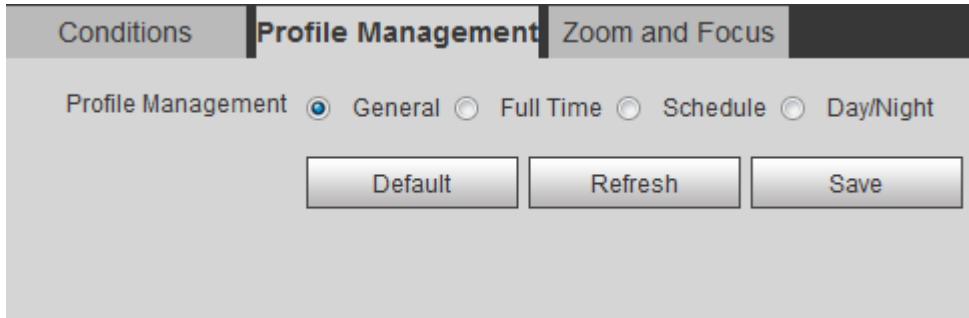 Conditions Profile Management Zoom and Focus
Profile Management General Full Time Schedule Day/Night
Default Refresh Save